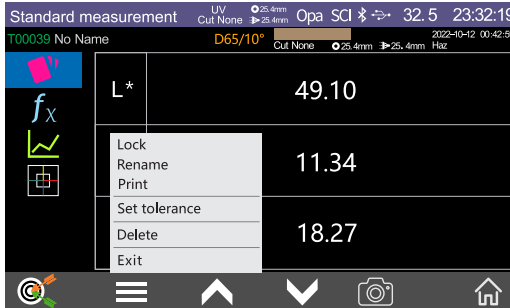 Standard measurement UV Cut None 25.4mm 25.4mm Opa SCI 32.5 23:32:19
T00039 No Name D65/10° Cut None 25.4mm 25.4mm 2022-10-12 00:42:5 Haz
L* 49.10
fx
11.34
18.27
Lock
Rename
Print
Set tolerance
Delete
Exit